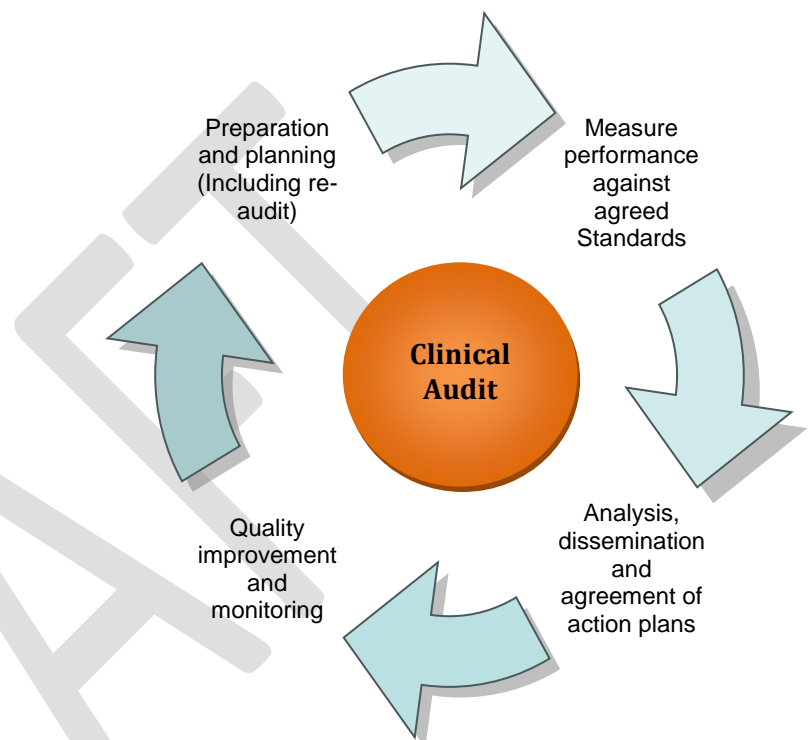 Preparation
and planning
(Including re-
audit)
Measure
performance
against
agreed
Standards
Clinical
Audit
Analysis,
dissemination
and
agreement of
action plans
Quality
improvement
and
monitoring
AFT